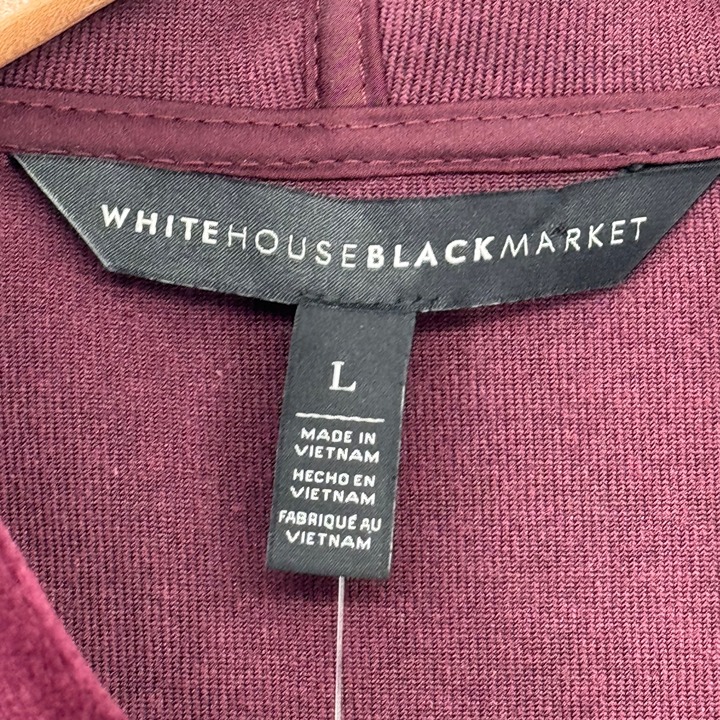 WHITEHOUSEBLACKMARKET
L
MADE IN
VIETNAM
HECHO EN
VIETNAM
FABRIQUÉ AU
VIETNAM